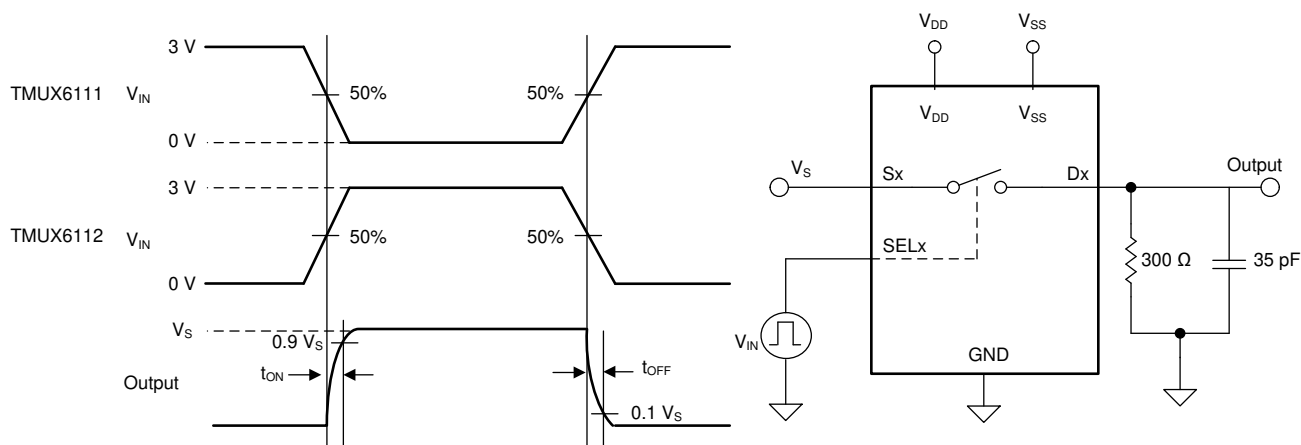 3 V
TMUX6111 V_IN 50% 50%
0 V
3 V
TMUX6112 V_IN 50% 50%
0 V
V_S
0.9 V_S
t_ON
t_OFF
Output
0.1 V_S
V_DD V_SS
V_DD V_SS
V_S
Sx Dx
Output
SELx
300 Ω 35 pF
V_IN
GND